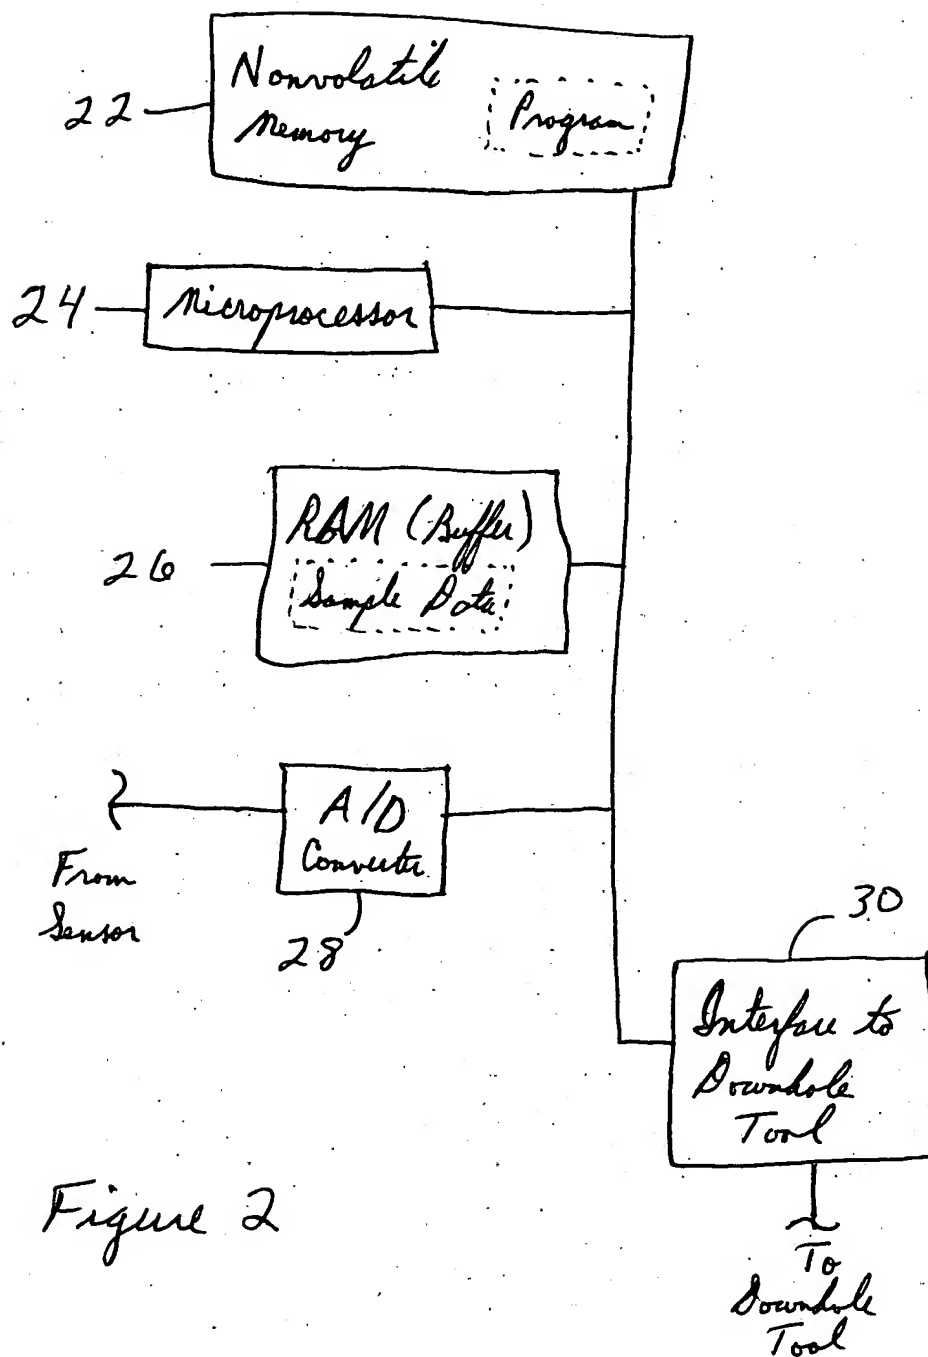 Nonvolatile
Memory
Program
22
24
Microprocessor
RAM (Buffer)
26
Sample Data
A/D
Converter
From
Sensor
28
30
Interface to
Downhole
Tool
Figure 2
To
Downhole
Tool